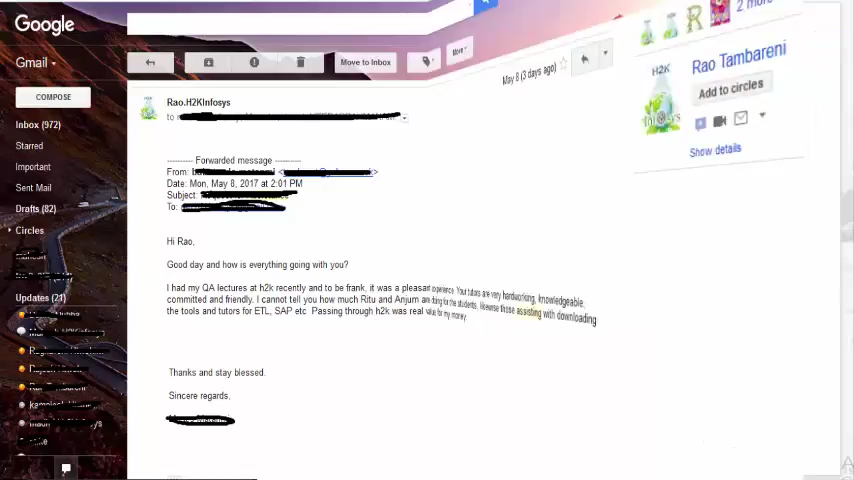 Google
2 more
Gmail
Move to Inbox
More
May 8 (3 days ago)
H2K
Infosys
Rao Tambareni
Add to circles
Show details
COMPOSE
Inbox (972)
Starred
Important
Sent Mail
Drafts (82)
Circles
Updates (21)
Rao.H2KInfosys
to
---------- Forwarded message ----------
From:
Date: Mon, May 8, 2017 at 2:01 PM
Subject:
To:
Hi Rao,
Good day and how is everything going with you?
I had my QA lectures at h2k recently and to be frank, it was a pleasant experience. Your tutors are very hardworking, knowledgeable,
committed and friendly. I cannot tell you how much Ritu and Anjum are doing for the students, likewise those assisting with downloading
the tools and tutors for ETL, SAP etc Passing through h2k was real value for my money.
Thanks and stay blessed.
Sincere regards,